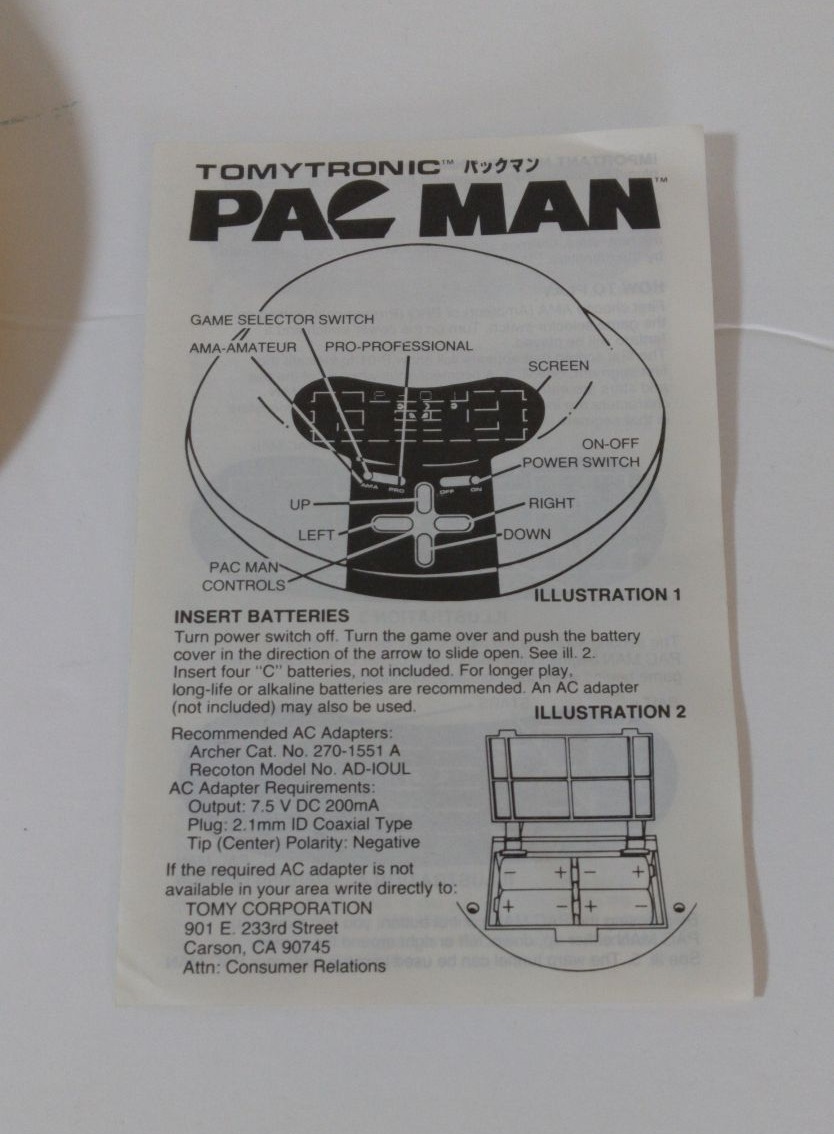 TOMYTRONIC™ パックマン
PAC MAN™
GAME SELECTOR SWITCH
AMA-AMATEUR PRO-PROFESSIONAL
SCREEN
ON-OFF
POWER SWITCH
AMA PRO OFF ON
UP
RIGHT
LEFT
DOWN
PAC MAN
CONTROLS
ILLUSTRATION 1
INSERT BATTERIES
Turn power switch off. Turn the game over and push the battery
cover in the direction of the arrow to slide open. See ill. 2.
Insert four "C" batteries, not included. For longer play,
long-life or alkaline batteries are recommended. An AC adapter
(not included) may also be used.
ILLUSTRATION 2
Recommended AC Adapters:
Archer Cat. No. 270-1551 A
Recoton Model No. AD-IOUL
AC Adapter Requirements:
Output: 7.5 V DC 200mA
Plug: 2.1mm ID Coaxial Type
Tip (Center) Polarity: Negative
If the required AC adapter is not
available in your area write directly to:
TOMY CORPORATION
901 E. 233rd Street
Carson, CA 90745
Attn: Consumer Relations
− + − +
+ − + −